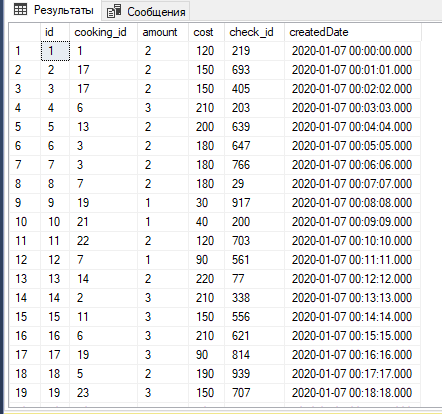 Результаты Сообщения
id cooking_id amount cost check_id createdDate
1 1 1 2 120 219 2020-01-07 00:00:00.000
2 2 17 2 150 693 2020-01-07 00:01:01.000
3 3 17 2 150 405 2020-01-07 00:02:02.000
4 4 6 3 210 203 2020-01-07 00:03:03.000
5 5 13 2 200 639 2020-01-07 00:04:04.000
6 6 3 2 180 647 2020-01-07 00:05:05.000
7 7 3 2 180 766 2020-01-07 00:06:06.000
8 8 7 2 180 29 2020-01-07 00:07:07.000
9 9 19 1 30 917 2020-01-07 00:08:08.000
10 10 21 1 40 200 2020-01-07 00:09:09.000
11 11 22 2 120 703 2020-01-07 00:10:10.000
12 12 7 1 90 561 2020-01-07 00:11:11.000
13 13 14 2 220 77 2020-01-07 00:12:12.000
14 14 2 3 210 338 2020-01-07 00:13:13.000
15 15 11 3 150 556 2020-01-07 00:14:14.000
16 16 6 3 210 621 2020-01-07 00:15:15.000
17 17 19 3 90 814 2020-01-07 00:16:16.000
18 18 5 2 190 939 2020-01-07 00:17:17.000
19 19 23 3 150 707 2020-01-07 00:18:18.000